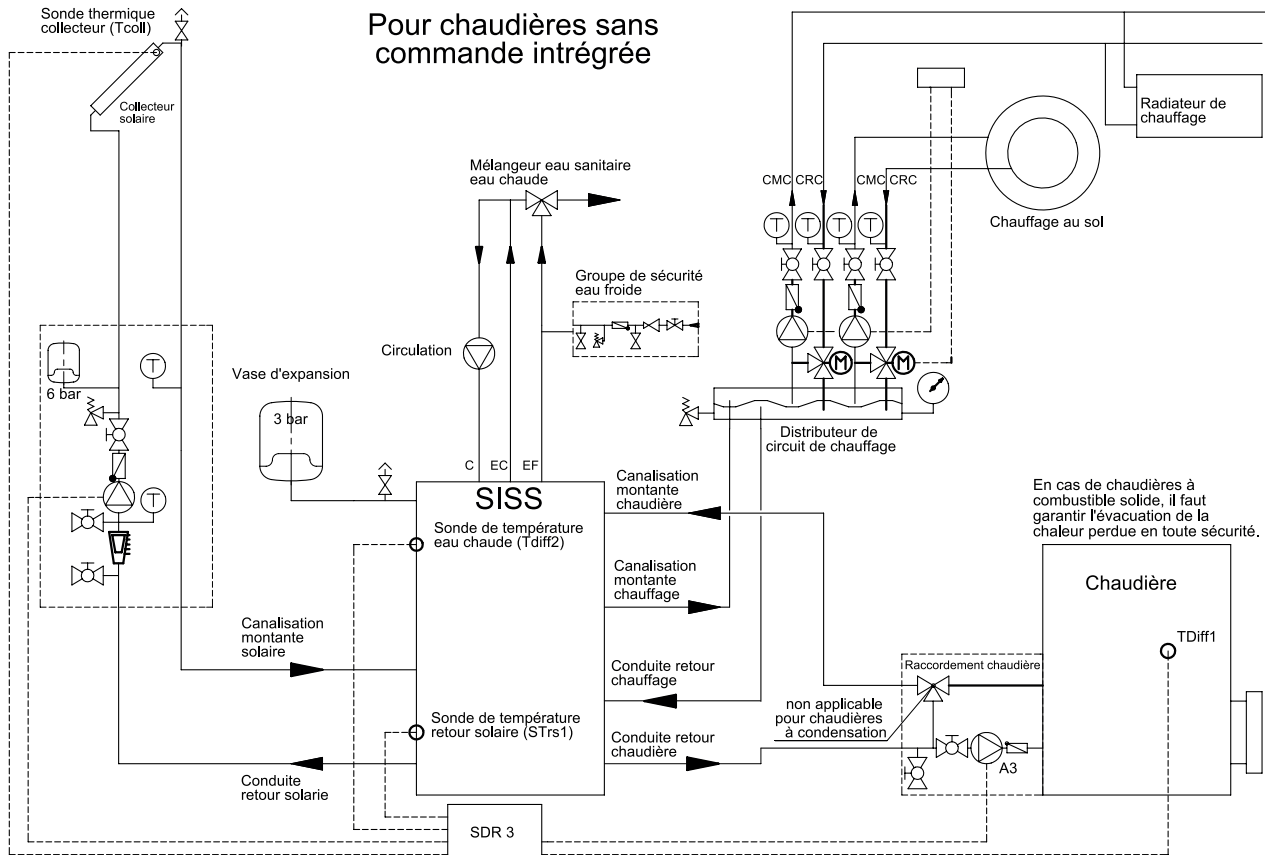 Pour chaudières sans
commande intégrée
Sonde thermique
collecteur (Tcoll)
Collecteur
solaire
Radiateur de
chauffage
Mélangeur eau sanitaire
eau chaude
CMC CRC CMC CRC
T T T T
Chauffage au sol
Groupe de sécurité
eau froide
Circulation
6 bar
T
Vase d'expansion
3 bar
M M
Distributeur de
circuit de chauffage
C EC EF
SISS
T
Sonde de température
eau chaude (Tdiff2)
Canalisation
montante
chaudière
En cas de chaudières à
combustible solide, il faut
garantir l'évacuation de la
chaleur perdue en toute sécurité.
Canalisation
montante
chauffage
Chaudière
TDiff1
Canalisation
montante
solaire
Conduite retour
chauffage
Raccordement chaudière
non applicable
pour chaudières
à condensation
Sonde de température
retour solaire (STrs1)
Conduite retour
chaudière
A3
Conduite
retour solarie
SDR 3